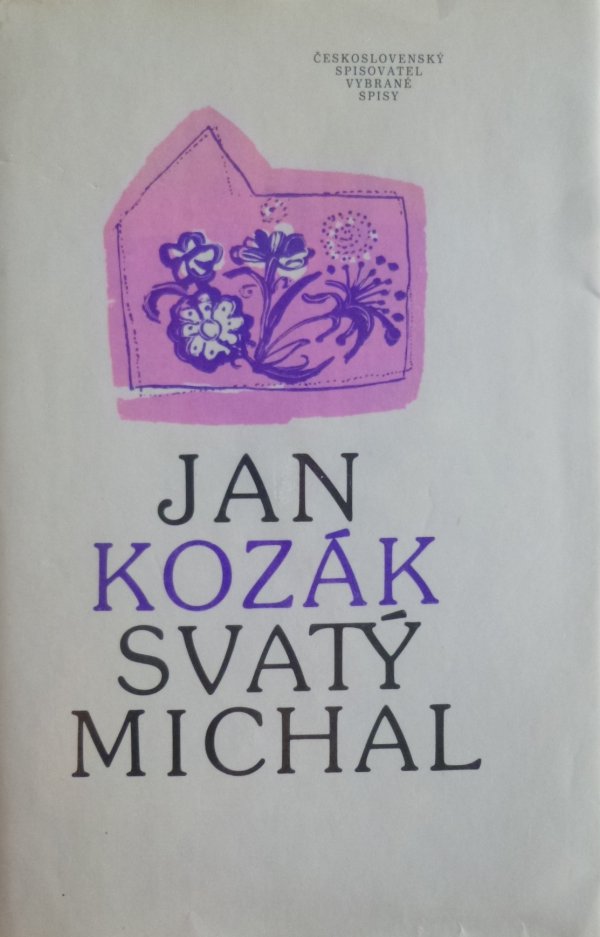 ČESKOSLOVENSKÝ
SPISOVATEL
VYBRANÉ
SPISY
JAN
KOZÁK
SVATÝ
MICHAL